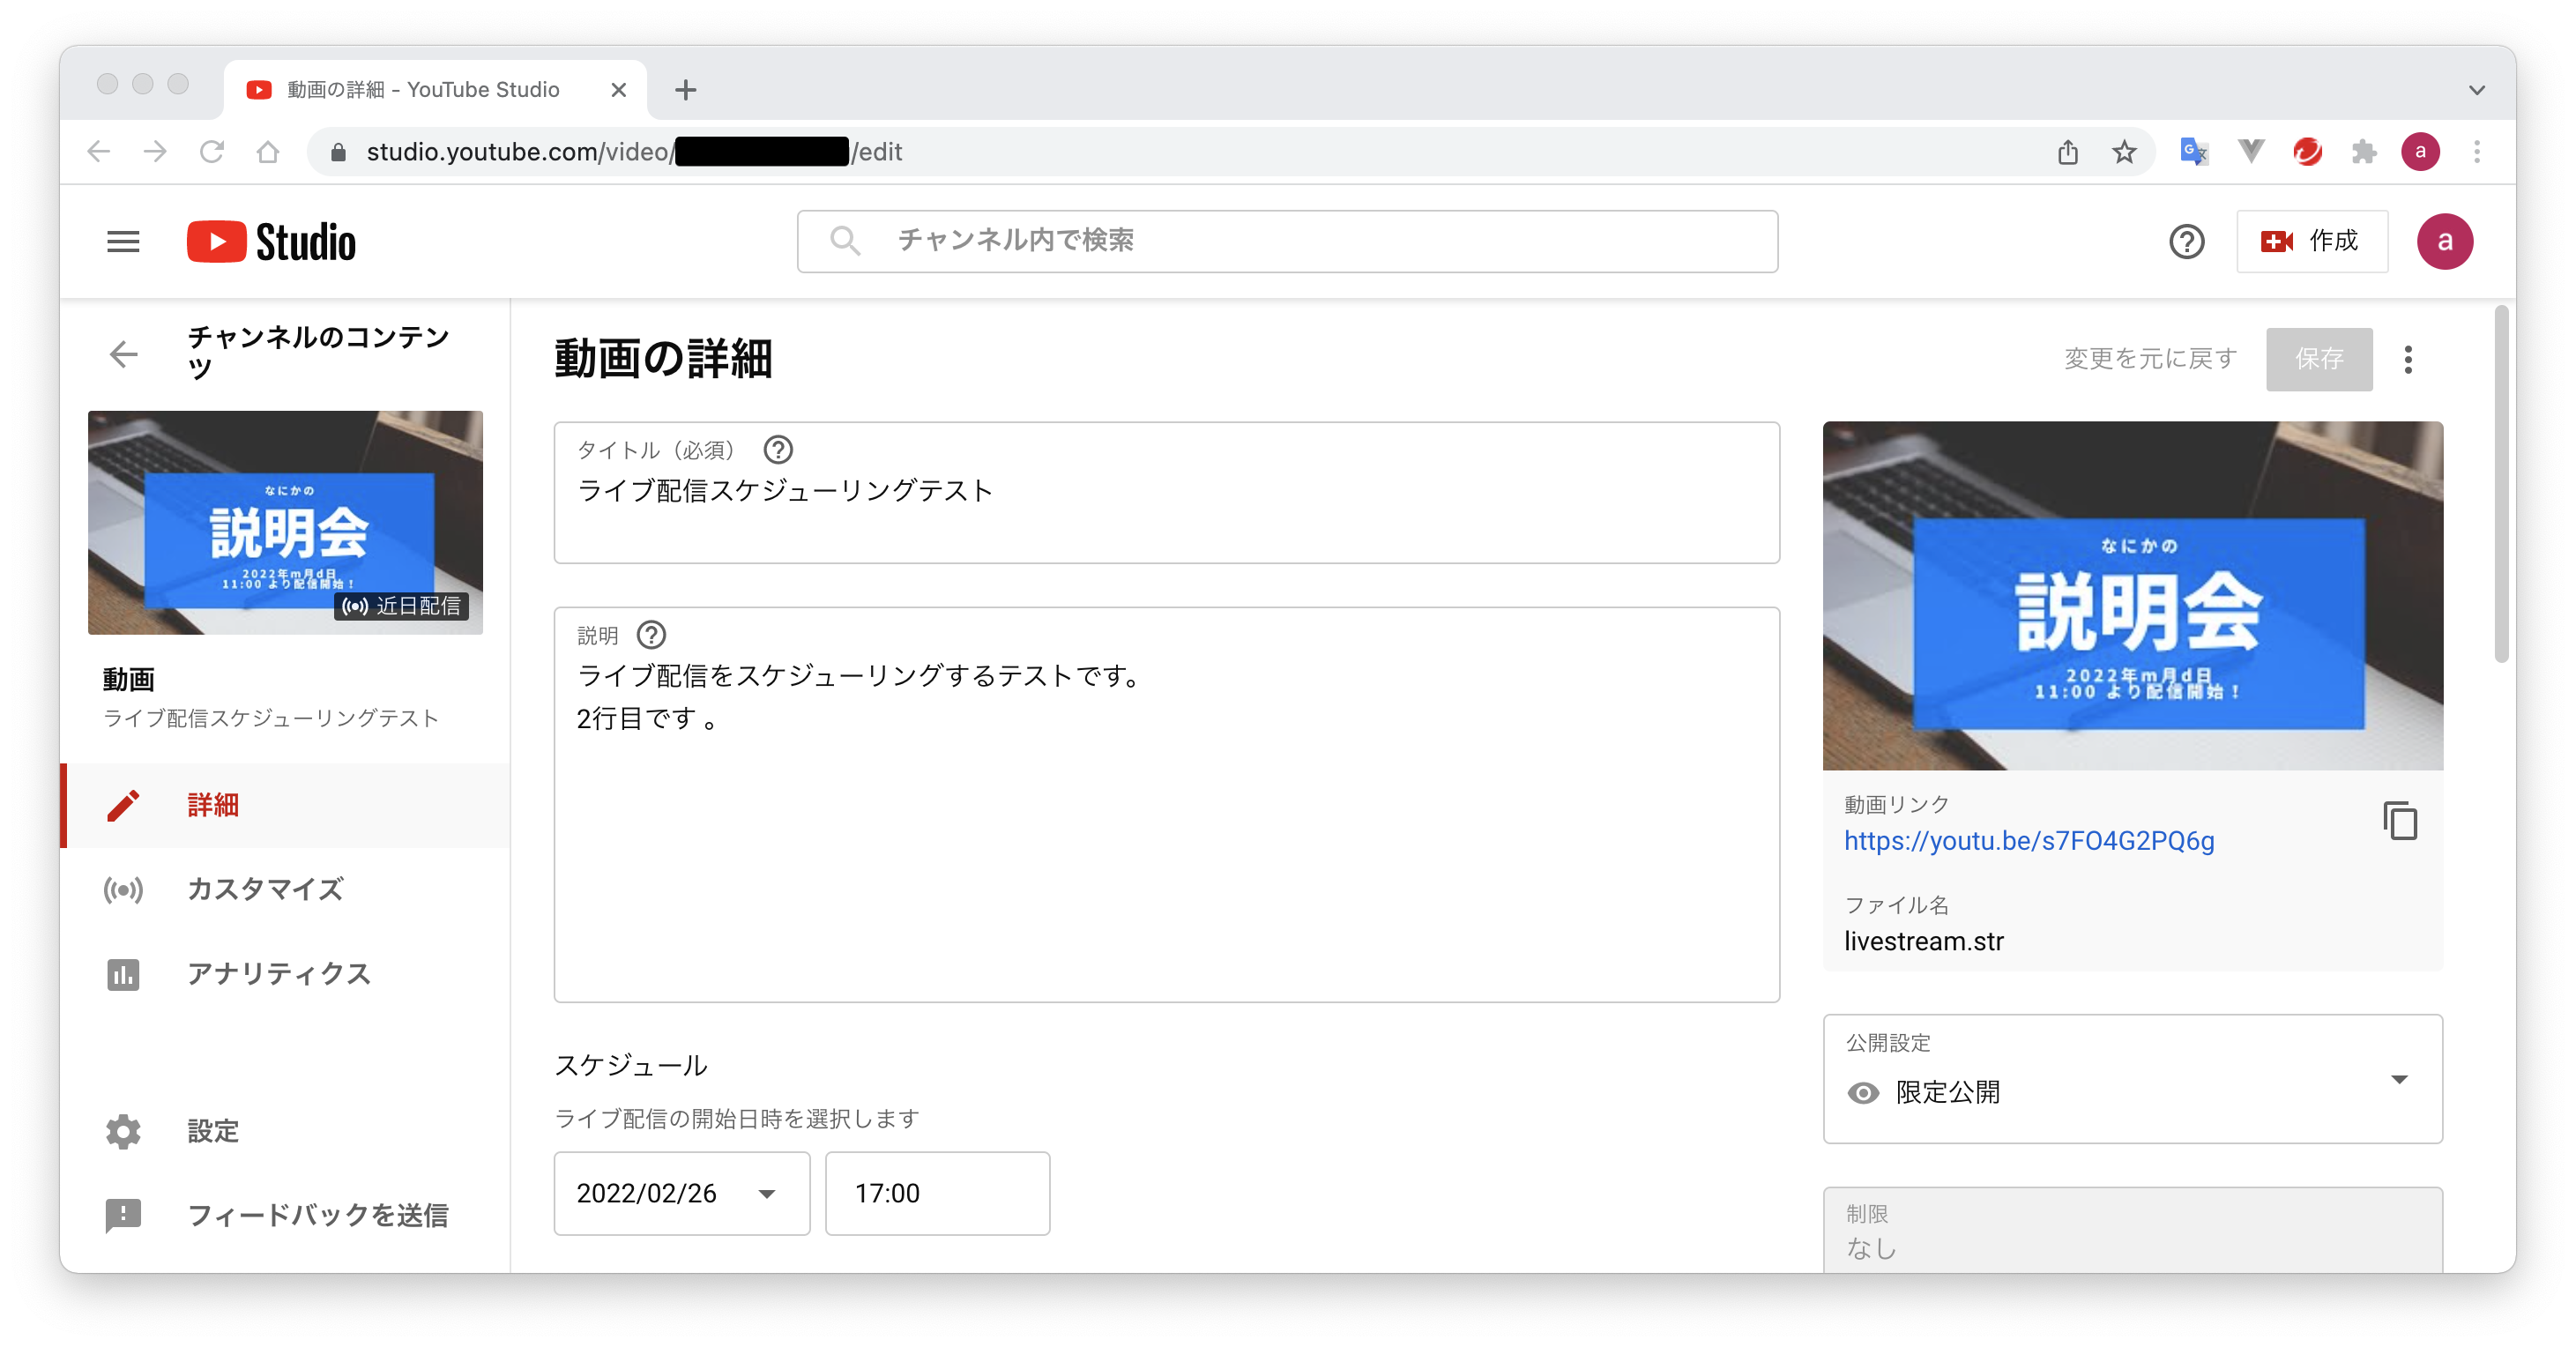 動画の詳細 - YouTube Studio
studio.youtube.com/video/
/edit
a
Studio
チャンネル内で検索
作成
a
チャンネルのコンテン
ツ
なにかの
説明会
2022年m月d日
11:00 より配信開始！
近日配信
動画
ライブ配信スケジューリングテスト
詳細
カスタマイズ
アナリティクス
設定
フィードバックを送信
動画の詳細
変更を元に戻す
保存
タイトル（必須）
ライブ配信スケジューリングテスト
説明
ライブ配信をスケジューリングするテストです。
2行目です 。
スケジュール
ライブ配信の開始日時を選択します
2022/02/26
17:00
なにかの
説明会
2022年m月d日
11:00 より配信開始！
動画リンク
https://youtu.be/s7FO4G2PQ6g
ファイル名
livestream.str
公開設定
限定公開
制限
なし